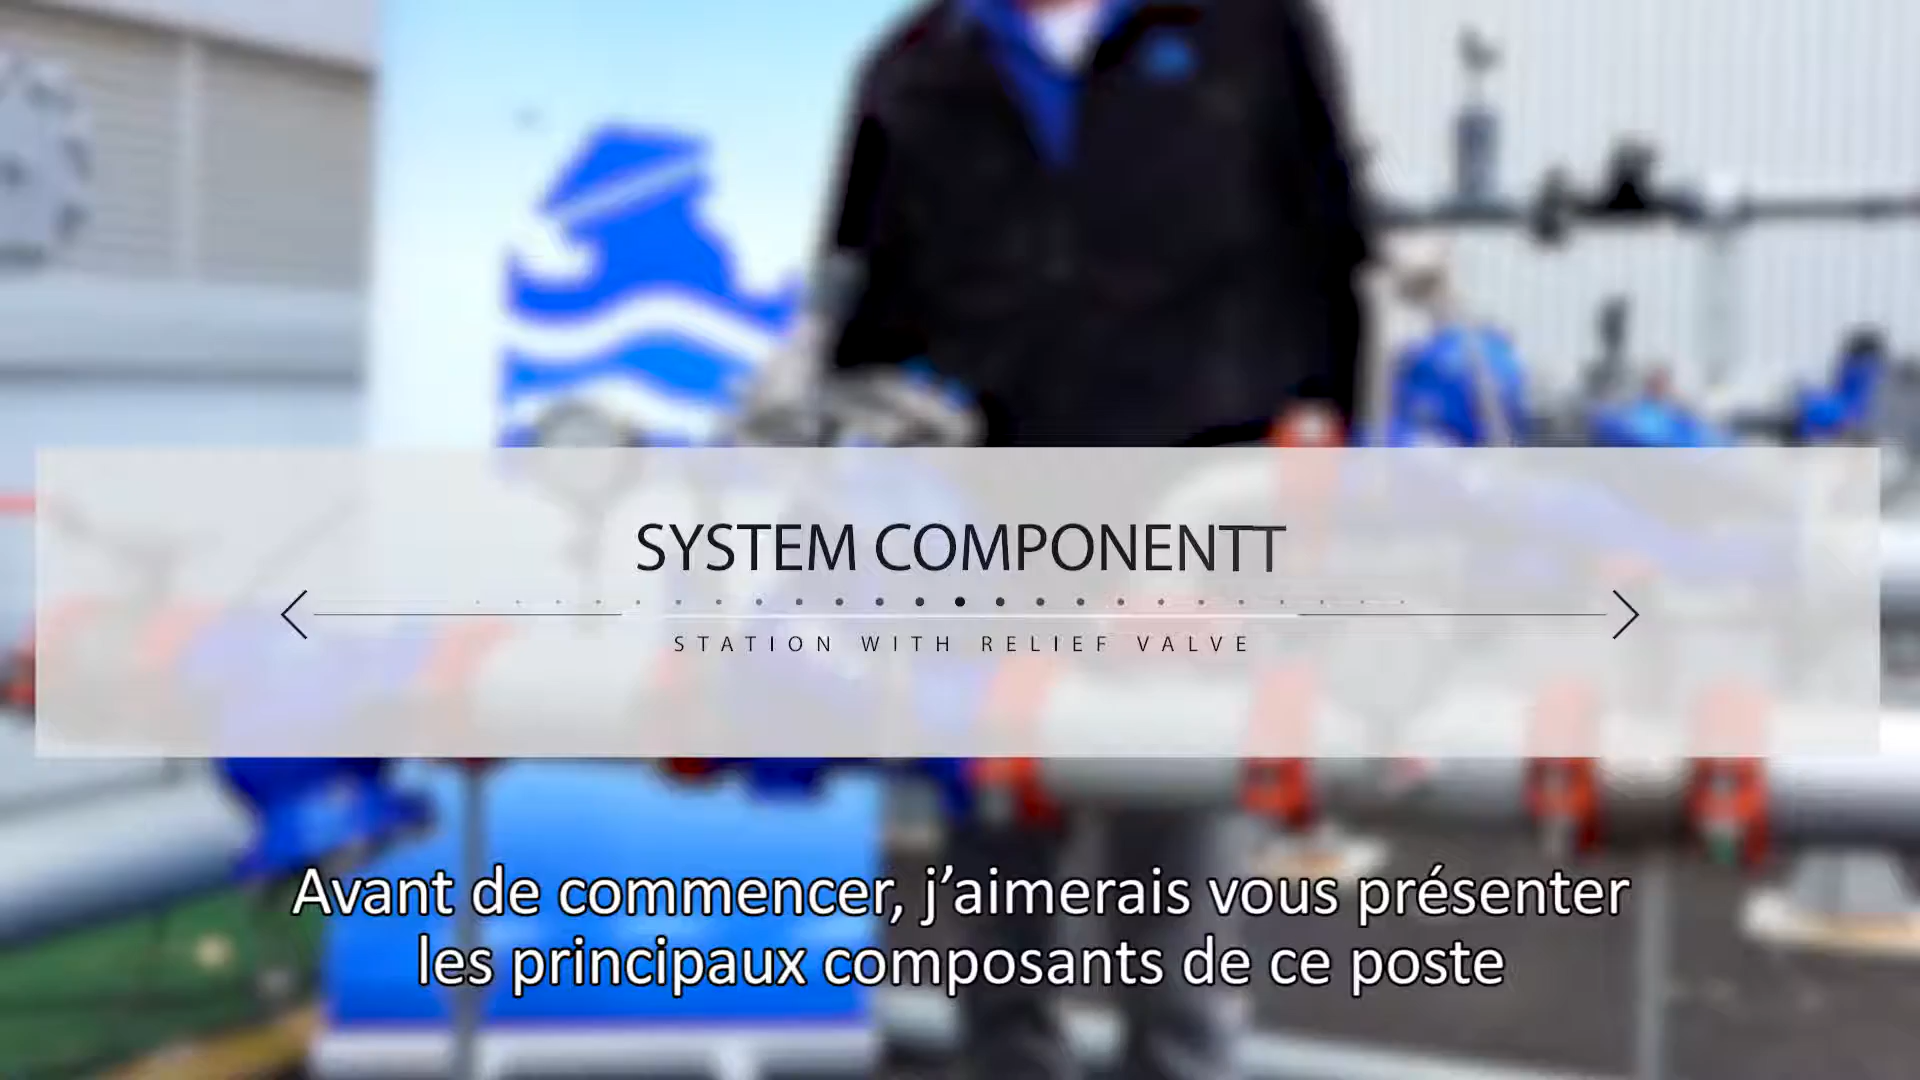 SYSTEM COMPONENTT
STATION WITH RELIEF VALVE
Avant de commencer, j’aimerais vous présenter
les principaux composants de ce poste